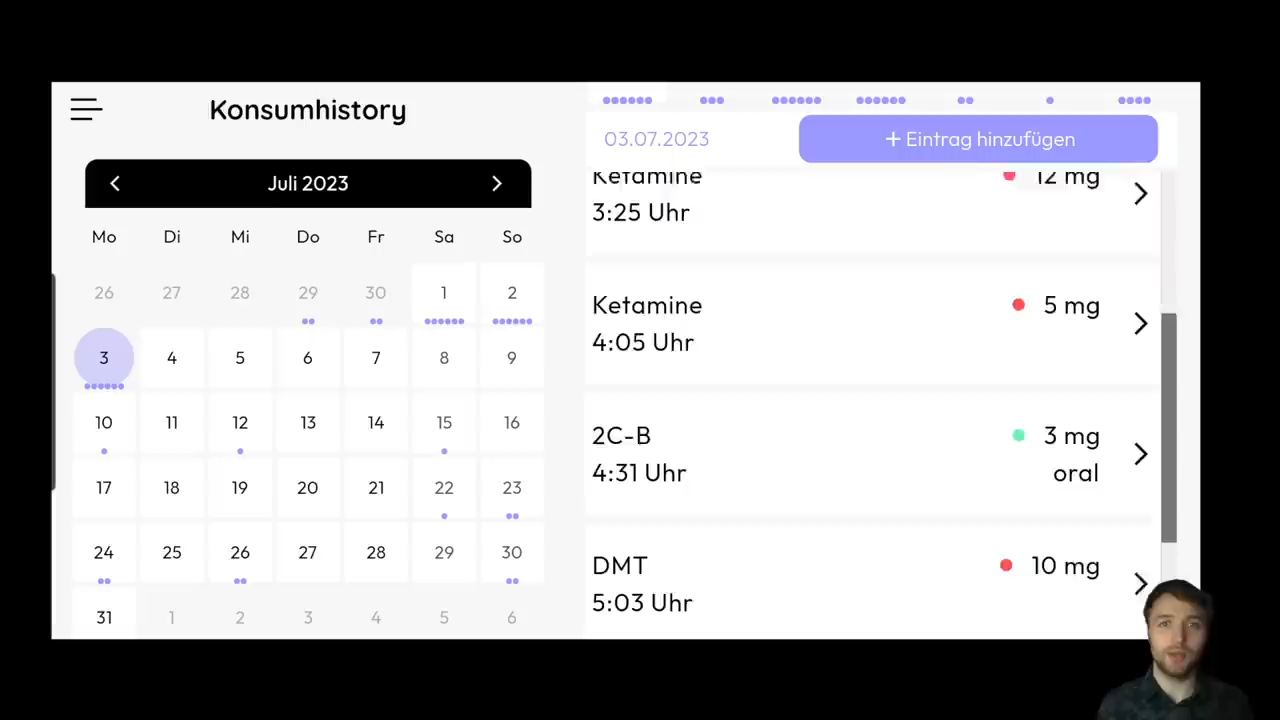 Konsumhistory
Juli 2023
Mo Di Mi Do Fr Sa So
26 27 28 29 30 1 2
3 4 5 6 7 8 9
10 11 12 13 14 15 16
17 18 19 20 21 22 23
24 25 26 27 28 29 30
31 1 2 3 4 5 6
03.07.2023
+ Eintrag hinzufügen
Ketamine 12 mg
3:25 Uhr
Ketamine 5 mg
4:05 Uhr
2C-B 3 mg
4:31 Uhr oral
DMT 10 mg
5:03 Uhr